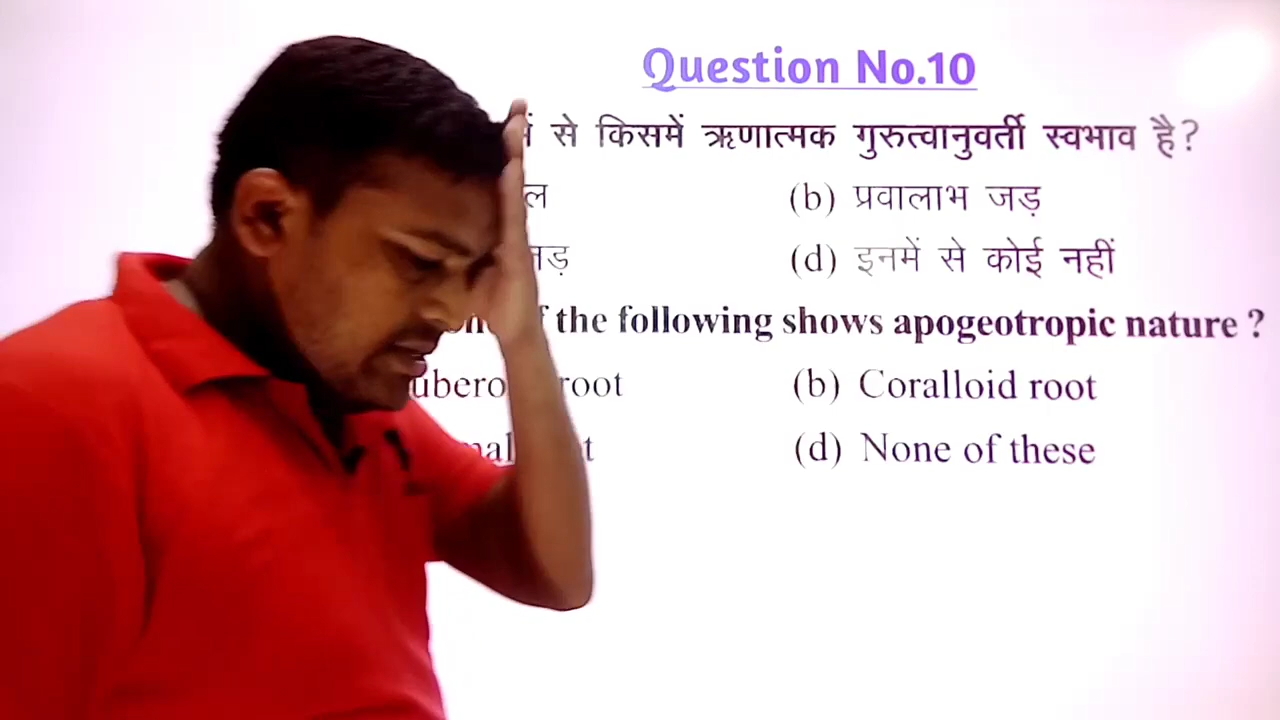 Question No.10
से किसमें ऋणात्मक गुरुत्वानुवर्ती स्वभाव है?
(b) प्रवालाभ जड़
(d) इनमें से कोई नहीं
the following shows apogeotropic nature ?
root (b) Coralloid root
(d) None of these